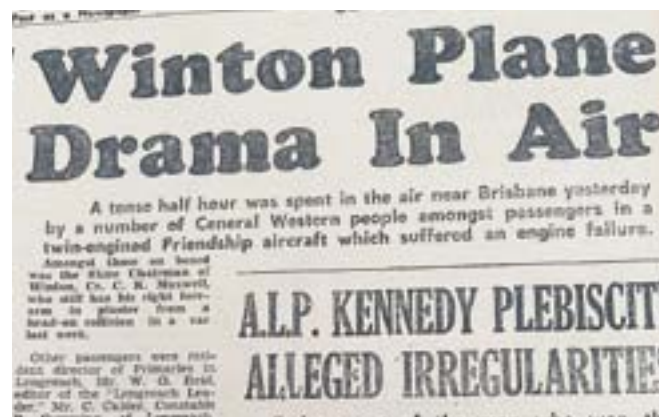 Post as a Newspaper
Winton Plane
Drama In Air
A tense half hour was spent in the air near Brisbane yesterday
by a number of Central Western people amongst passengers in a
twin-engined Friendship aircraft which suffered an engine failure.
Amongst those on board
was the Shire Chairman of
Winton, Cr. C. R. Maxwell,
who still has his right fore-
arm in plaster from a
head-on collision in a car
last week.
Other passengers were resi-
dent director of Primaries in
Longreach, Mr. W. G.
editor of the "Longreach Lea-
der," Mr. C. Constable
A.L.P. KENNEDY PLEBISCIT
ALLEGED IRREGULARITIE